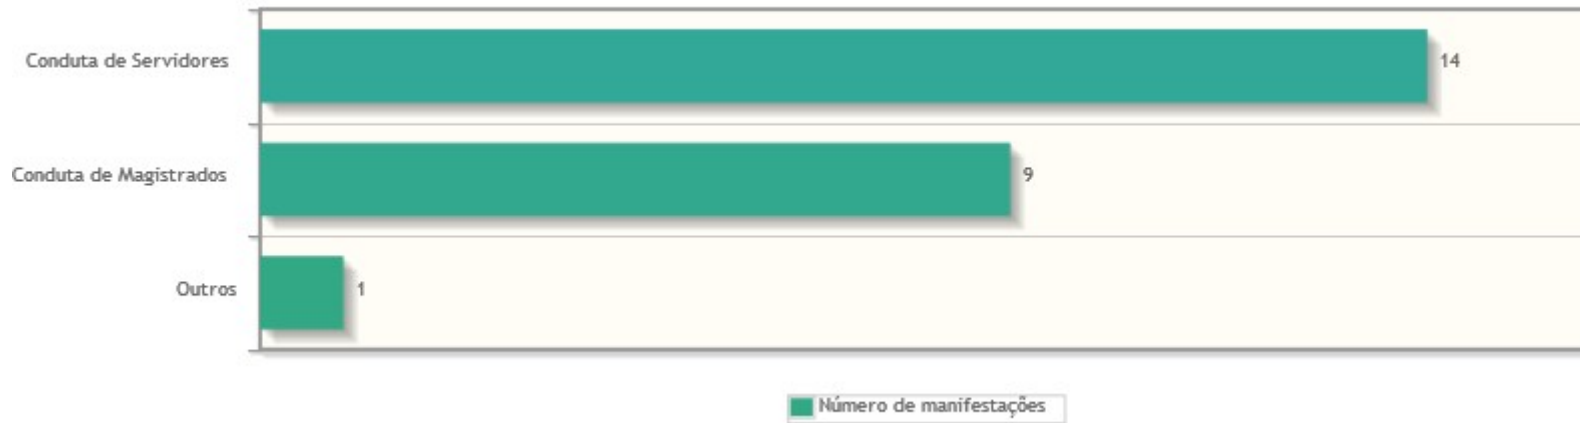 Conduta de Servidores 14
Conduta de Magistrados 9
Outros 1
Número de manifestações